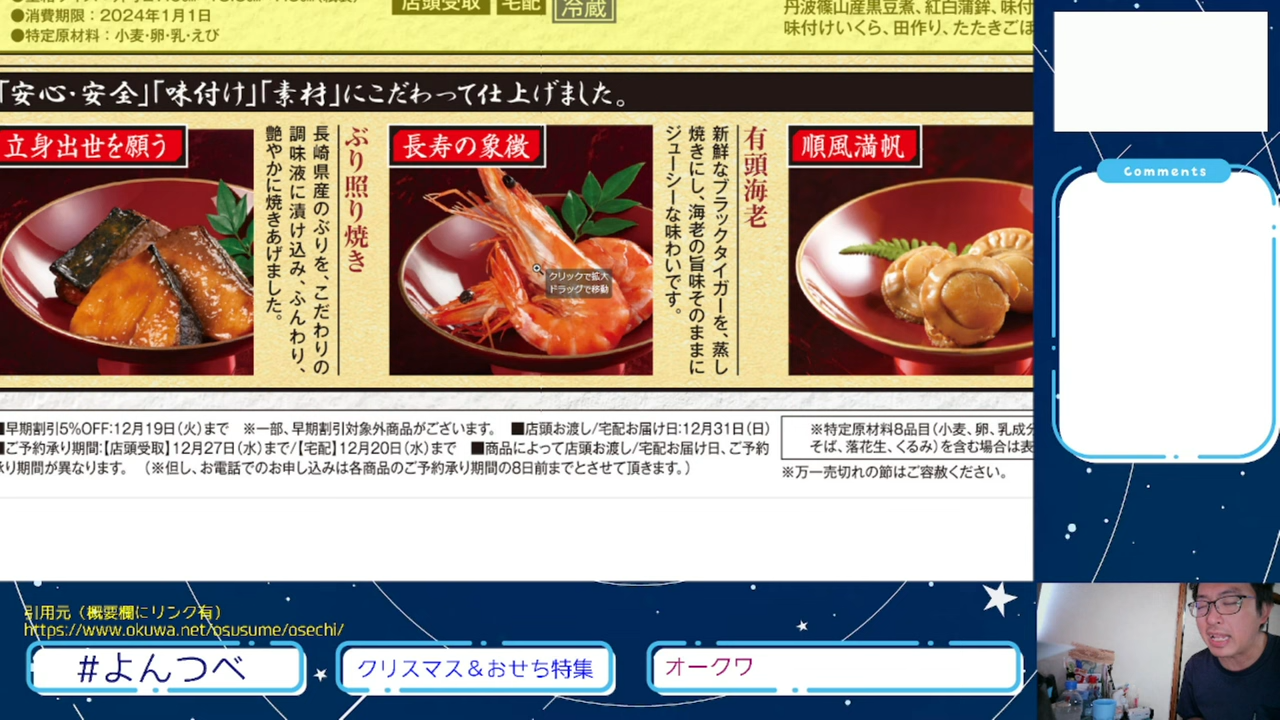 ●消費期限：2024年1月1日
●特定原材料：小麦・卵・乳・えび
店頭受取 宅配 冷蔵
丹波篠山産黒豆煮、紅白蒲鉾、味付
味付けいくら、田作り、たたきごぼ
「安心・安全」「味付け」「素材」にこだわって仕上げました。
立身出世を願う
ぶり照り焼き
長崎県産のぶりを、こだわりの
調味液に漬け込み、ふんわり、
艶やかに焼きあげました。
長寿の象徴
有頭海老
新鮮なブラックタイガーを、蒸し
焼きにし、海老の旨味そのままに
ジューシーな味わいです。
順風満帆
クリックで拡大
ドラッグで移動
■早期割引5%OFF:12月19日(火)まで ※一部、早期割引対象外商品がございます。 ■店頭お渡し/宅配お届け日:12月31日(日)
■ご予約承り期間:【店頭受取】12月27日(水)まで/【宅配】12月20日(水)まで ■商品によって店頭お渡し/宅配お届け日、ご予約
承り期間が異なります。 (※但し、お電話でのお申し込みは各商品のご予約承り期間の8日前までとさせて頂きます。)
※特定原材料8品目(小麦、卵、乳成分
そば、落花生、くるみ)を含む場合は表
※万一売切れの節はご容赦ください。
Comments
引用元（概要欄にリンク有）
https://www.okuwa.net/osusume/osechi/
#よんつべ
クリスマス＆おせち特集
オークワ